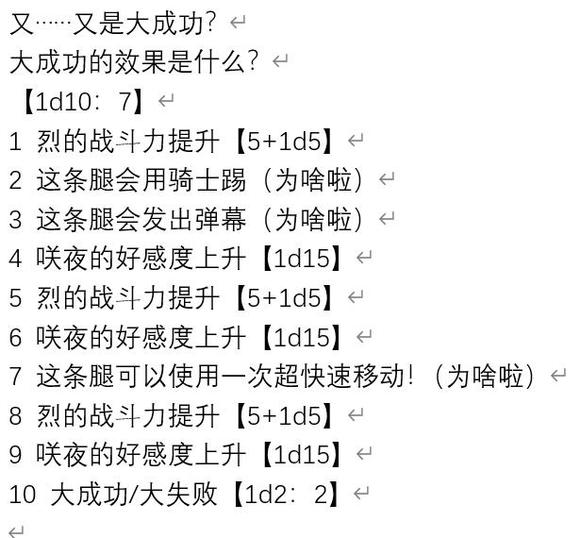 又……又是大成功？
大成功的效果是什么？
【1d10：7】
1 烈的战斗力提升【5+1d5】
2 这条腿会用骑士踢（为啥啦）
3 这条腿会发出弹幕（为啥啦）
4 咲夜的好感度上升【1d15】
5 烈的战斗力提升【5+1d5】
6 咲夜的好感度上升【1d15】
7 这条腿可以使用一次超快速移动！（为啥啦）
8 烈的战斗力提升【5+1d5】
9 咲夜的好感度上升【1d15】
10 大成功/大失败【1d2：2】